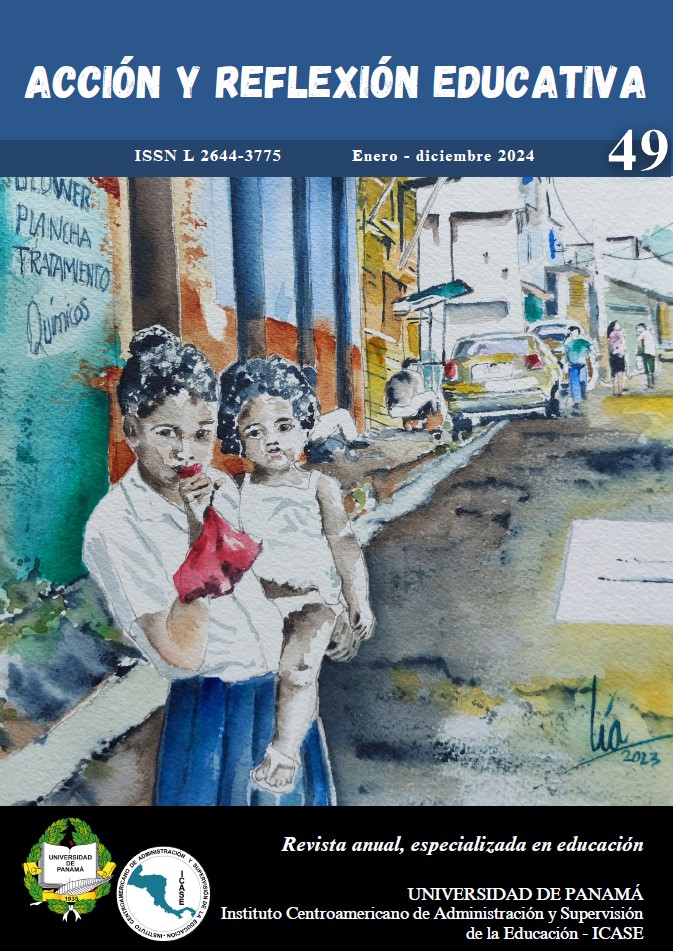 ACCIÓN Y REFLEXIÓN EDUCATIVA
ISSN L 2644-3775 Enero - diciembre 2024 49
BLOWER
PLANCHA
TRATAMIENTO
Químicos
lía
2023
UNIVERSIDAD
DE
PANAMÁ
1935
INSTITUTO CENTROAMERICANO DE ADMINISTRACIÓN Y SUPERVISIÓN DE LA EDUCACIÓN
ICASE
Revista anual, especializada en educación
UNIVERSIDAD DE PANAMÁ
Instituto Centroamericano de Administración y Supervisión
de la Educación - ICASE